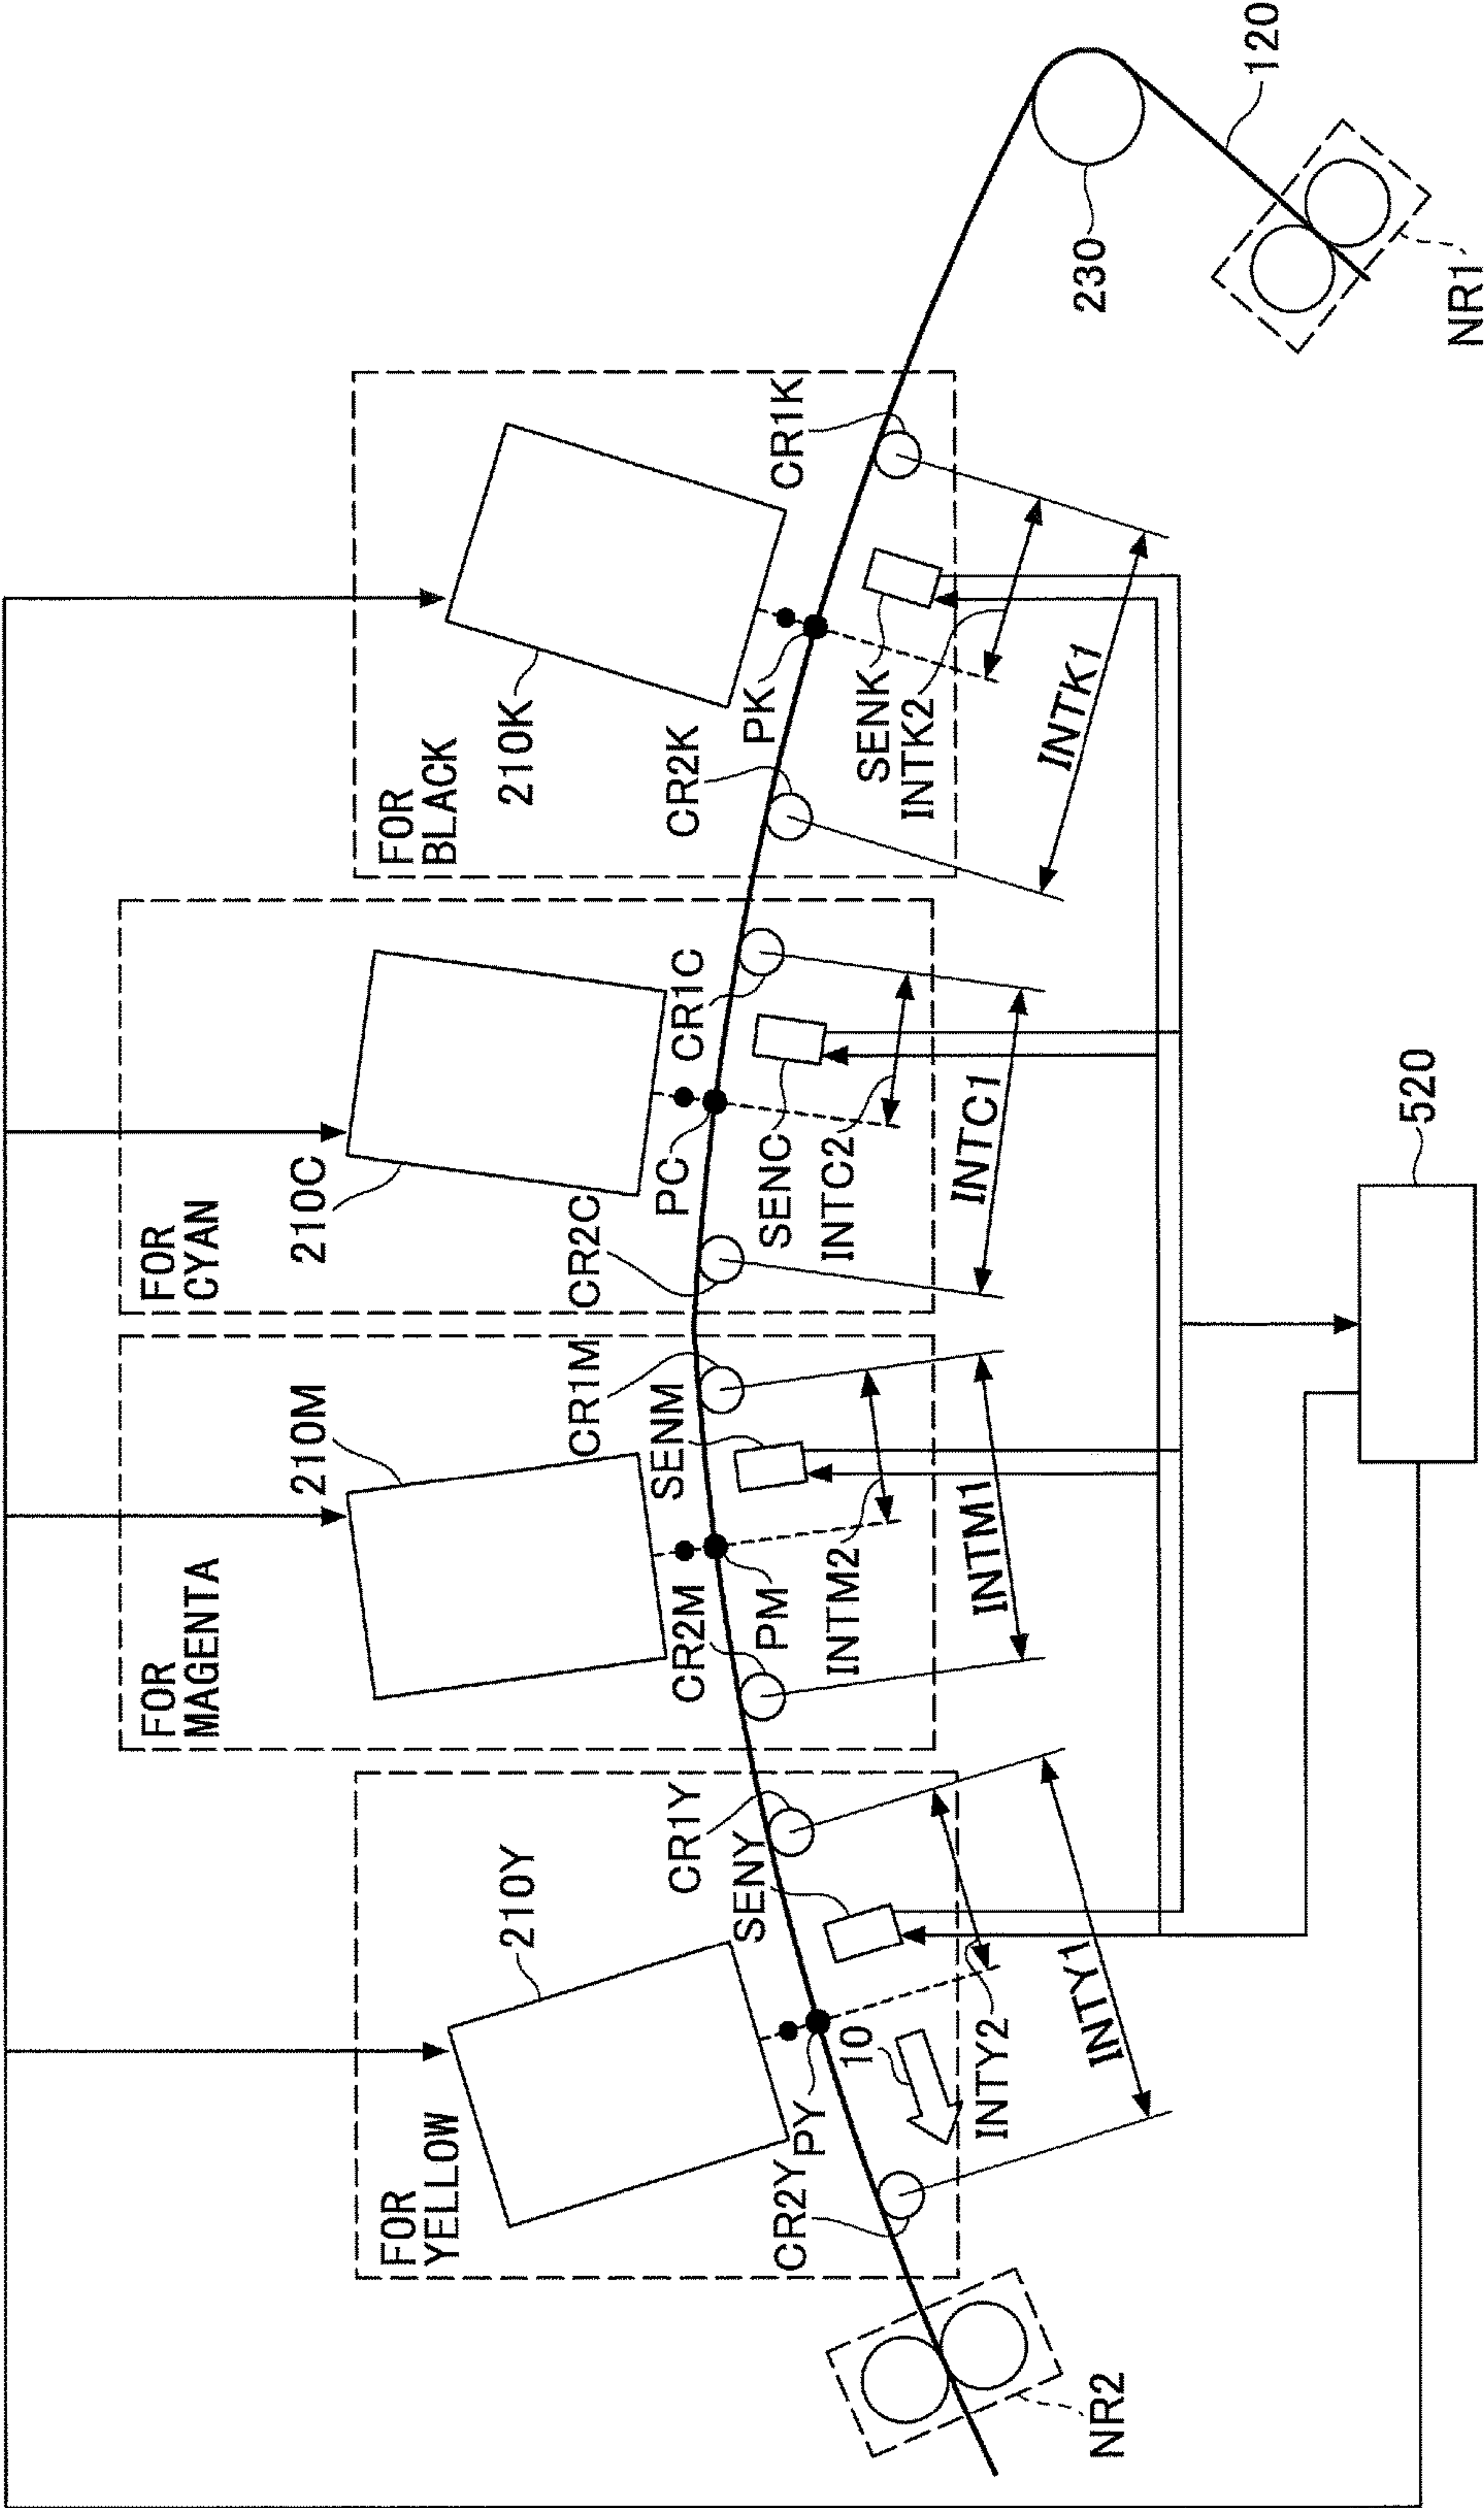 FOR
YELLOW
210Y
CR1Y
SENY
PY
CR2Y
10
INTY2
INTY1
NR2
FOR
MAGENTA
210M
CR1M
SENM
CR2M
PM
INTM2
INTM1
FOR
CYAN
210C
CR1C
PC
CR2C
SENC
INTC2
INTC1
FOR
BLACK
210K
CR1K
PK
CR2K
SENK
INTK2
INTK1
230
120
NR1
520